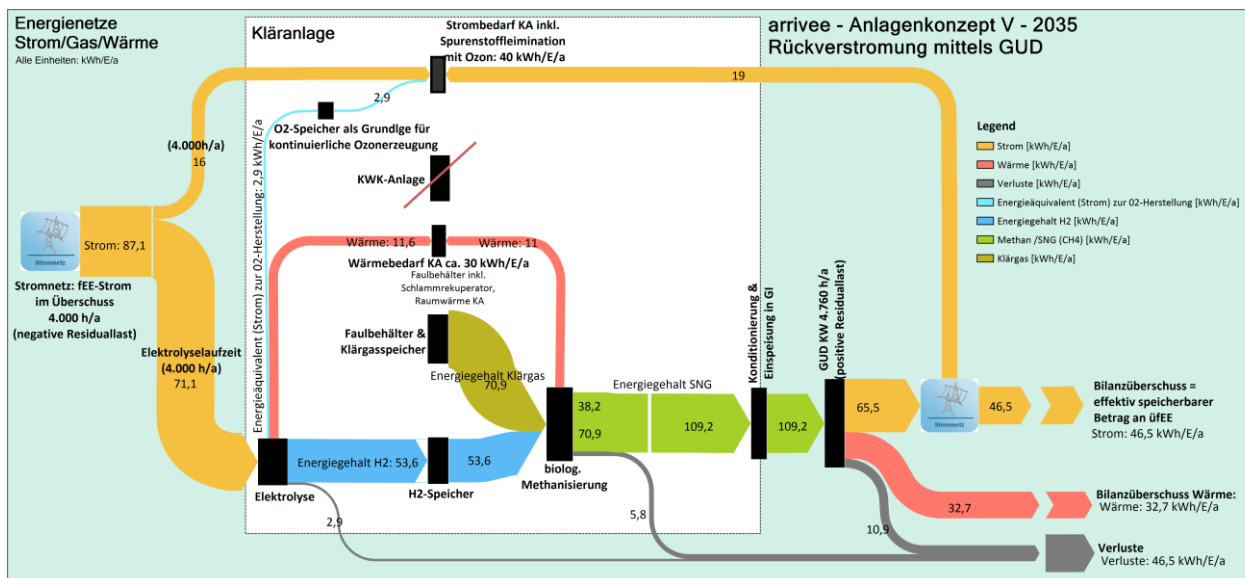 Energienetze
Strom/Gas/Wärme
Alle Einheiten: kWh/E/a
Kläranlage
Strombedarf KA inkl.
Spurenstoffleimination
mit Ozon: 40 kWh/E/a
arrivee - Anlagenkonzept V - 2035
Rückverstromung mittels GUD
19
2,9
O2-Speicher als Grundlge für
kontinuierliche Ozonerzeugung
(4.000h/a)
16
KWK-Anlage
Legend
Strom [kWh/E/a]
Wärme [kWh/E/a]
Verluste [kWh/E/a]
Energieäquivalent (Strom) zur 02-Herstellung [kWh/E/a]
Energiegehalt H2 [kWh/E/a]
Methan /SNG (CH4) [kWh/E/a]
Klärgas [kWh/E/a]
Stromnetz
Strom: 87,1
Stromnetz: fEE-Strom
im Überschuss
4.000 h/a
(negative Residuallast)
Energieäquivalent (Strom) zur 02-Herstellung: 2,9 kWh/E/a
Wärme: 11,6
Wärme: 11
Wärmebedarf KA ca. 30 kWh/E/a
Faulbehälter inkl.
Schlammrekuperator,
Raumwärme KA
Faulbehälter &
Klärgasspeicher
Elektrolyselaufzeit
(4.000 h/a)
71,1
Energiegehalt Klärgas
70,9
Konditionierung &
Einspeisung in GI
GUD KW 4.760 h/a
(positive Residuallast)
Energiegehalt SNG
38,2
70,9
109,2
109,2
65,5
Stromnetz
46,5
Bilanzüberschuss =
effektiv speicherbarer
Betrag an üfEE
Strom: 46,5 kWh/E/a
Energiegehalt H2: 53,6
53,6
Elektrolyse
H2-Speicher
biolog.
Methanisierung
2,9
5,8
10,9
32,7
Bilanzüberschuss Wärme:
Wärme: 32,7 kWh/E/a
Verluste
Verluste: 46,5 kWh/E/a